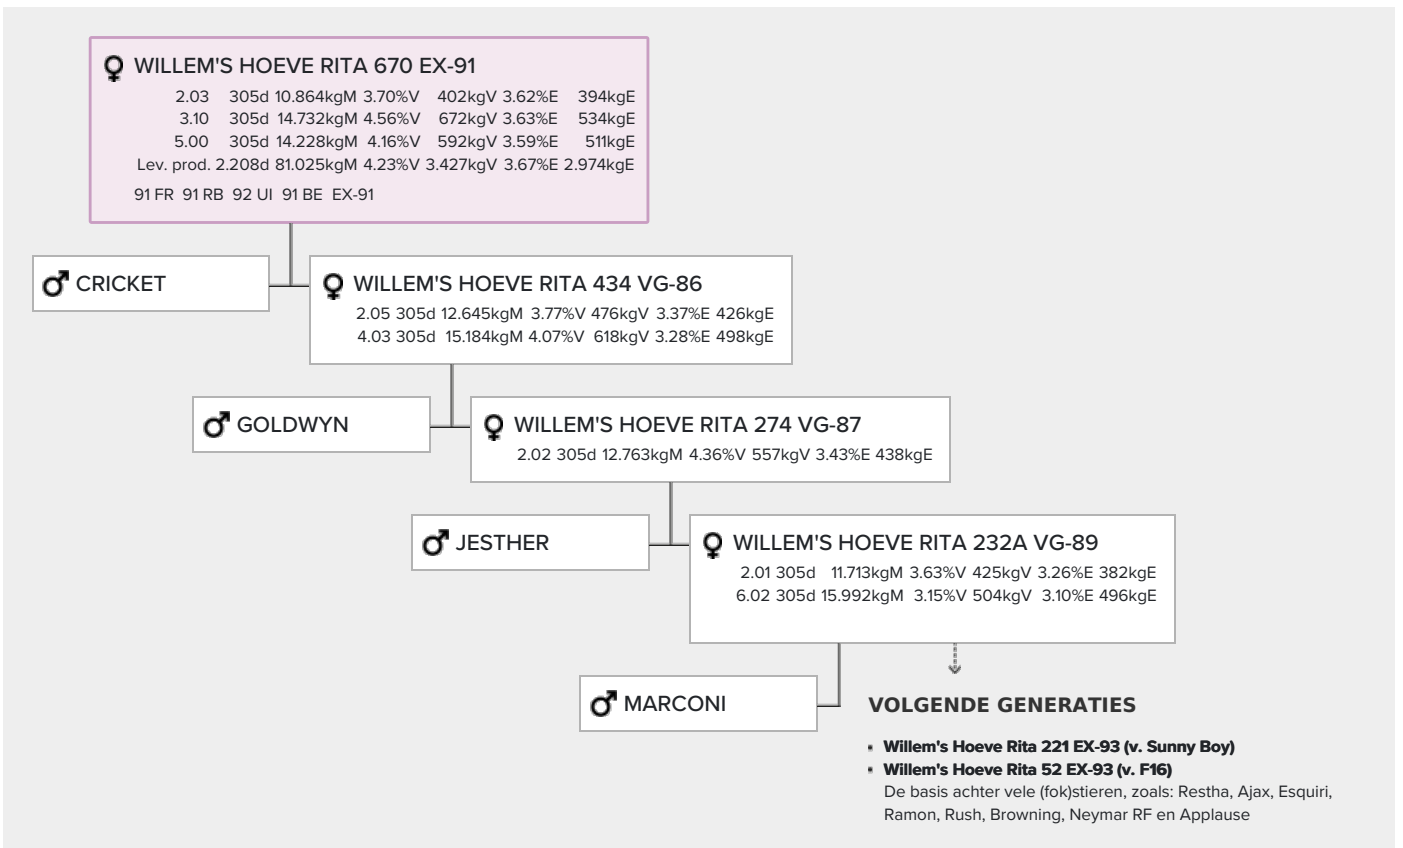 WILLEM'S HOEVE RITA 670 EX-91
2.03 305d 10.864kgM 3.70%V 402kgV 3.62%E 394kgE
3.10 305d 14.732kgM 4.56%V 672kgV 3.63%E 534kgE
5.00 305d 14.228kgM 4.16%V 592kgV 3.59%E 511kgE
Lev. prod. 2.208d 81.025kgM 4.23%V 3.427kgV 3.67%E 2.974kgE
91 FR 91 RB 92 UI 91 BE EX-91
CRICKET
WILLEM'S HOEVE RITA 434 VG-86
2.05 305d 12.645kgM 3.77%V 476kgV 3.37%E 426kgE
4.03 305d 15.184kgM 4.07%V 618kgV 3.28%E 498kgE
GOLDWYN
WILLEM'S HOEVE RITA 274 VG-87
2.02 305d 12.763kgM 4.36%V 557kgV 3.43%E 438kgE
JESTHER
WILLEM'S HOEVE RITA 232A VG-89
2.01 305d 11.713kgM 3.63%V 425kgV 3.26%E 382kgE
6.02 305d 15.992kgM 3.15%V 504kgV 3.10%E 496kgE
MARCONI
VOLGENDE GENERATIES
▪ Willem's Hoeve Rita 221 EX-93 (v. Sunny Boy)
▪ Willem's Hoeve Rita 52 EX-93 (v. F16)
De basis achter vele (fok)stieren, zoals: Restha, Ajax, Esquiri,
Ramon, Rush, Browning, Neymar RF en Applause